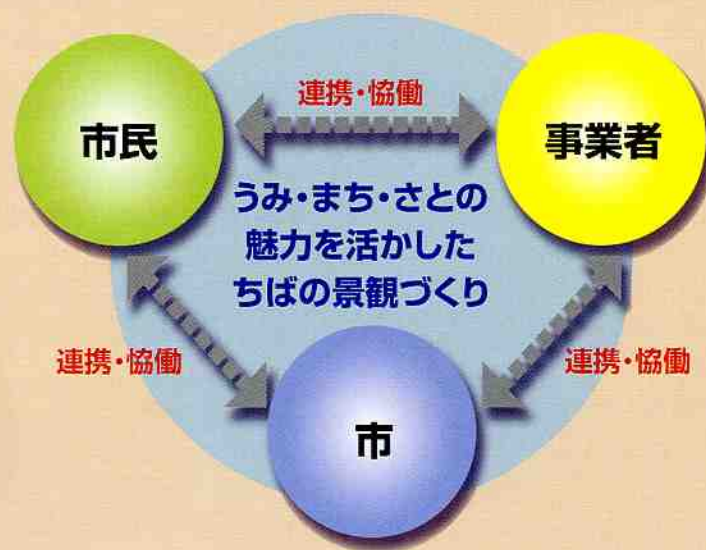 連携・協働
市民
事業者
うみ・まち・さとの
魅力を活かした
ちばの景観づくり
連携・協働
連携・協働
市